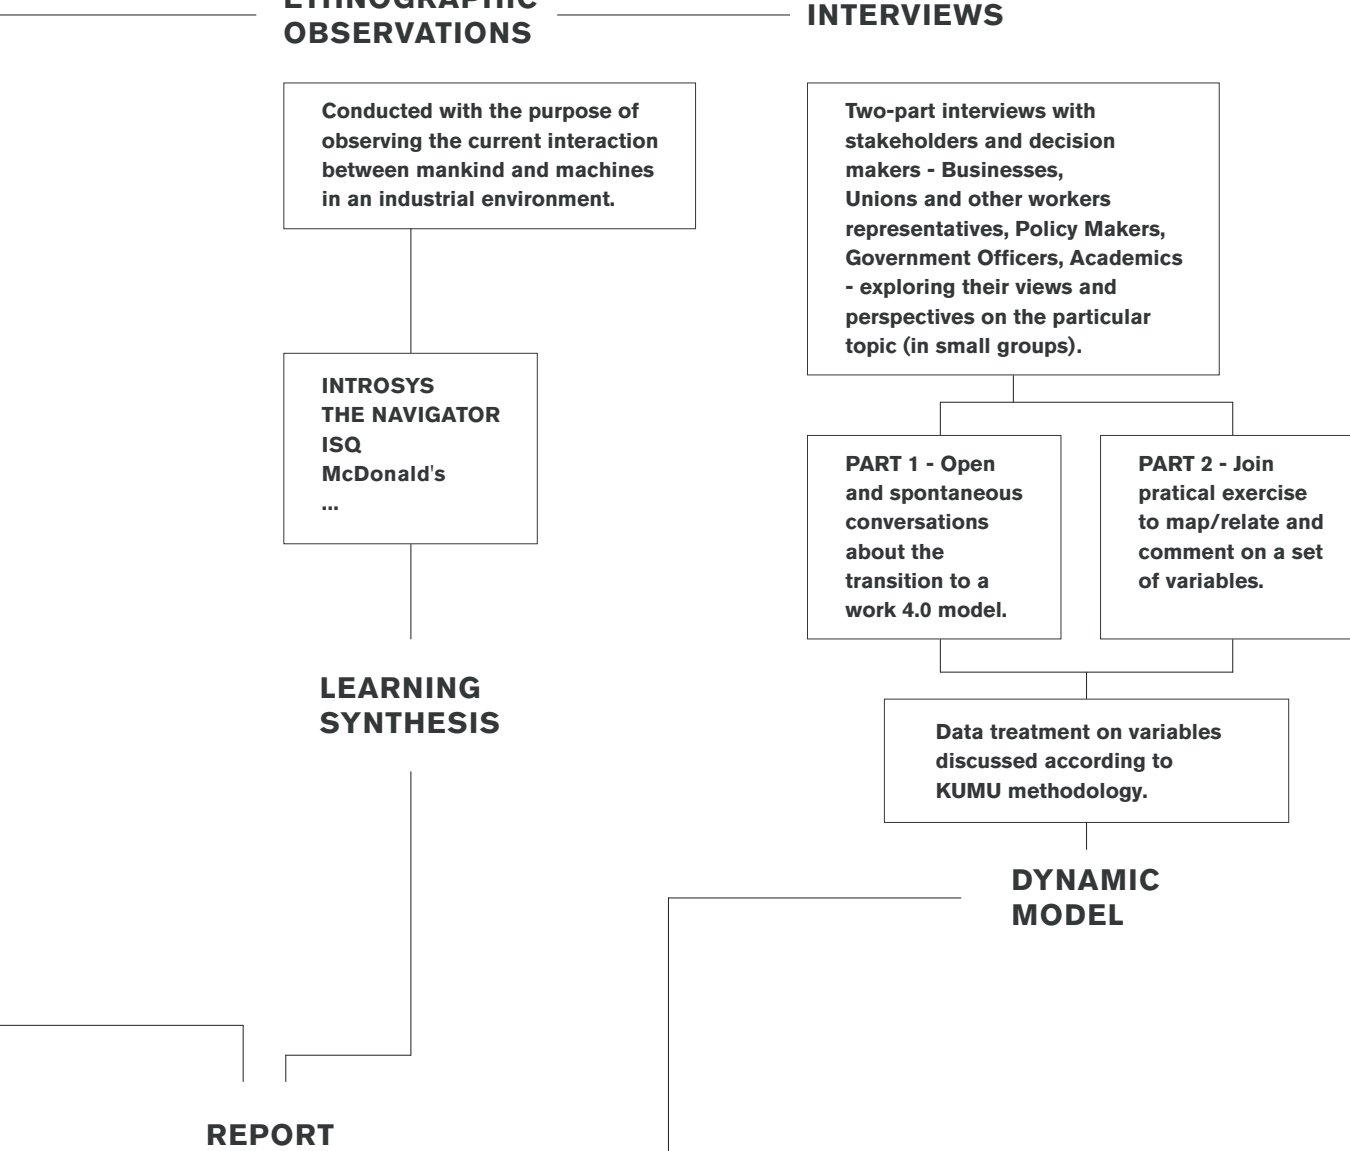 ETHNOGRAPHIC
OBSERVATIONS
INTERVIEWS
Conducted with the purpose of
observing the current interaction
between mankind and machines
in an industrial environment.
Two-part interviews with
stakeholders and decision
makers - Businesses,
Unions and other workers
representatives, Policy Makers,
Government Officers, Academics
- exploring their views and
perspectives on the particular
topic (in small groups).
INTROSYS
THE NAVIGATOR
ISQ
McDonald's
...
PART 1 - Open
and spontaneous
conversations
about the
transition to a
work 4.0 model.
PART 2 - Join
pratical exercise
to map/relate and
comment on a set
of variables.
LEARNING
SYNTHESIS
Data treatment on variables
discussed according to
KUMU methodology.
DYNAMIC
MODEL
REPORT